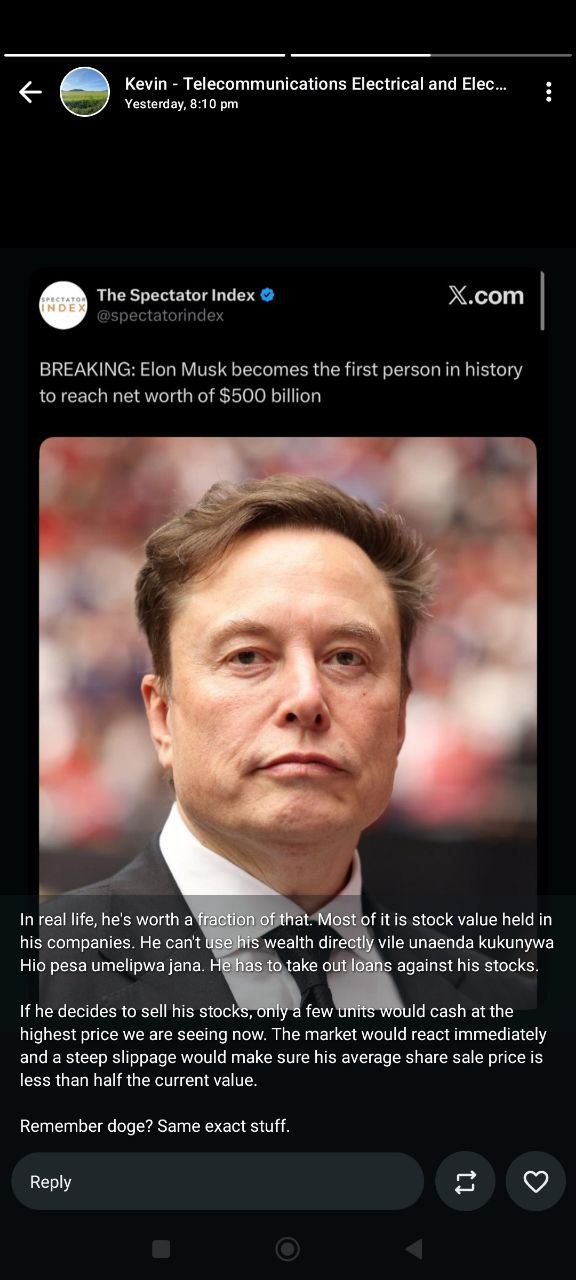 Kevin - Telecommunications Electrical and Elec...
Yesterday, 8:10 pm
SPECTATOR
INDEX
The Spectator Index
@spectatorindex
X.com
BREAKING: Elon Musk becomes the first person in history
to reach net worth of $500 billion
In real life, he's worth a fraction of that. Most of it is stock value held in
his companies. He can't use his wealth directly vile unaenda kukunywa
Hio pesa umelipwa jana. He has to take out loans against his stocks.
If he decides to sell his stocks, only a few units would cash at the
highest price we are seeing now. The market would react immediately
and a steep slippage would make sure his average share sale price is
less than half the current value.
Remember doge? Same exact stuff.
Reply